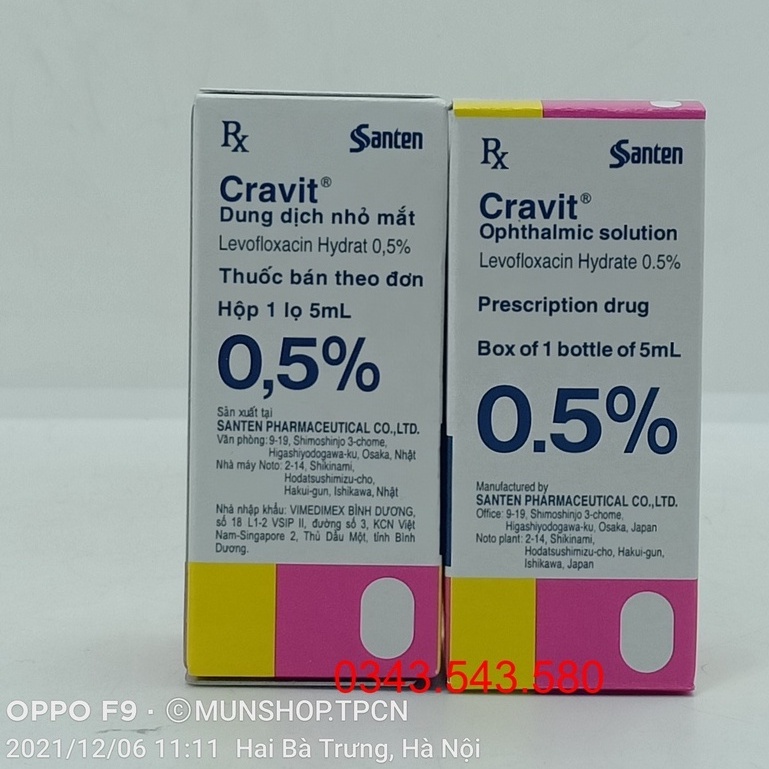 Rx Santen
Cravit®
Dung dịch nhỏ mắt
Levofloxacin Hydrat 0,5%
Thuốc bán theo đơn
Hộp 1 lọ 5mL
0,5%
Sản xuất tại
SANTEN PHARMACEUTICAL CO.,LTD.
Văn phòng: 9-19, Shimoshinjo 3-chome,
Higashiyodogawa-ku, Osaka, Nhật
Nhà máy Noto: 2-14, Shikinami,
Hodatsushimizu-cho,
Hakui-gun, Ishikawa, Nhật
Nhà nhập khẩu: VIMEDIMEX BÌNH DƯƠNG,
số 18 L1-2 VSIP II, đường số 3, KCN Việt
Nam-Singapore 2, Thủ Dầu Một, tỉnh Bình
Dương.
Rx Santen
Cravit®
Ophthalmic solution
Levofloxacin Hydrate 0.5%
Prescription drug
Box of 1 bottle of 5mL
0.5%
Manufactured by
SANTEN PHARMACEUTICAL CO.,LTD.
Office: 9-19, Shimoshinjo 3-chome,
Higashiyodogawa-ku, Osaka, Japan
Noto plant: 2-14, Shikinami,
Hodatsushimizu-cho, Hakui-gun,
Ishikawa, Japan
0343.543.580
OPPO F9 · ©MUNSHOP.TPCN
2021/12/06 11:11 Hai Bà Trưng, Hà Nội